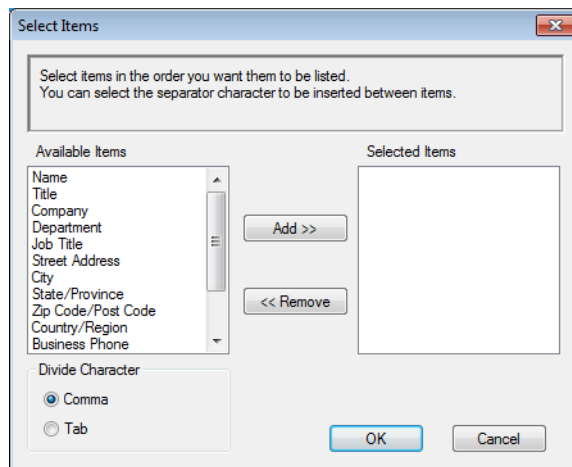 Select Items
Select items in the order you want them to be listed.
You can select the separator character to be inserted between items.
Available Items
Selected Items
Name
Title
Company
Department
Job Title
Street Address
City
State/Province
Zip Code/Post Code
Country/Region
Business Phone
Add >>
<< Remove
Divide Character
Comma
Tab
OK
Cancel